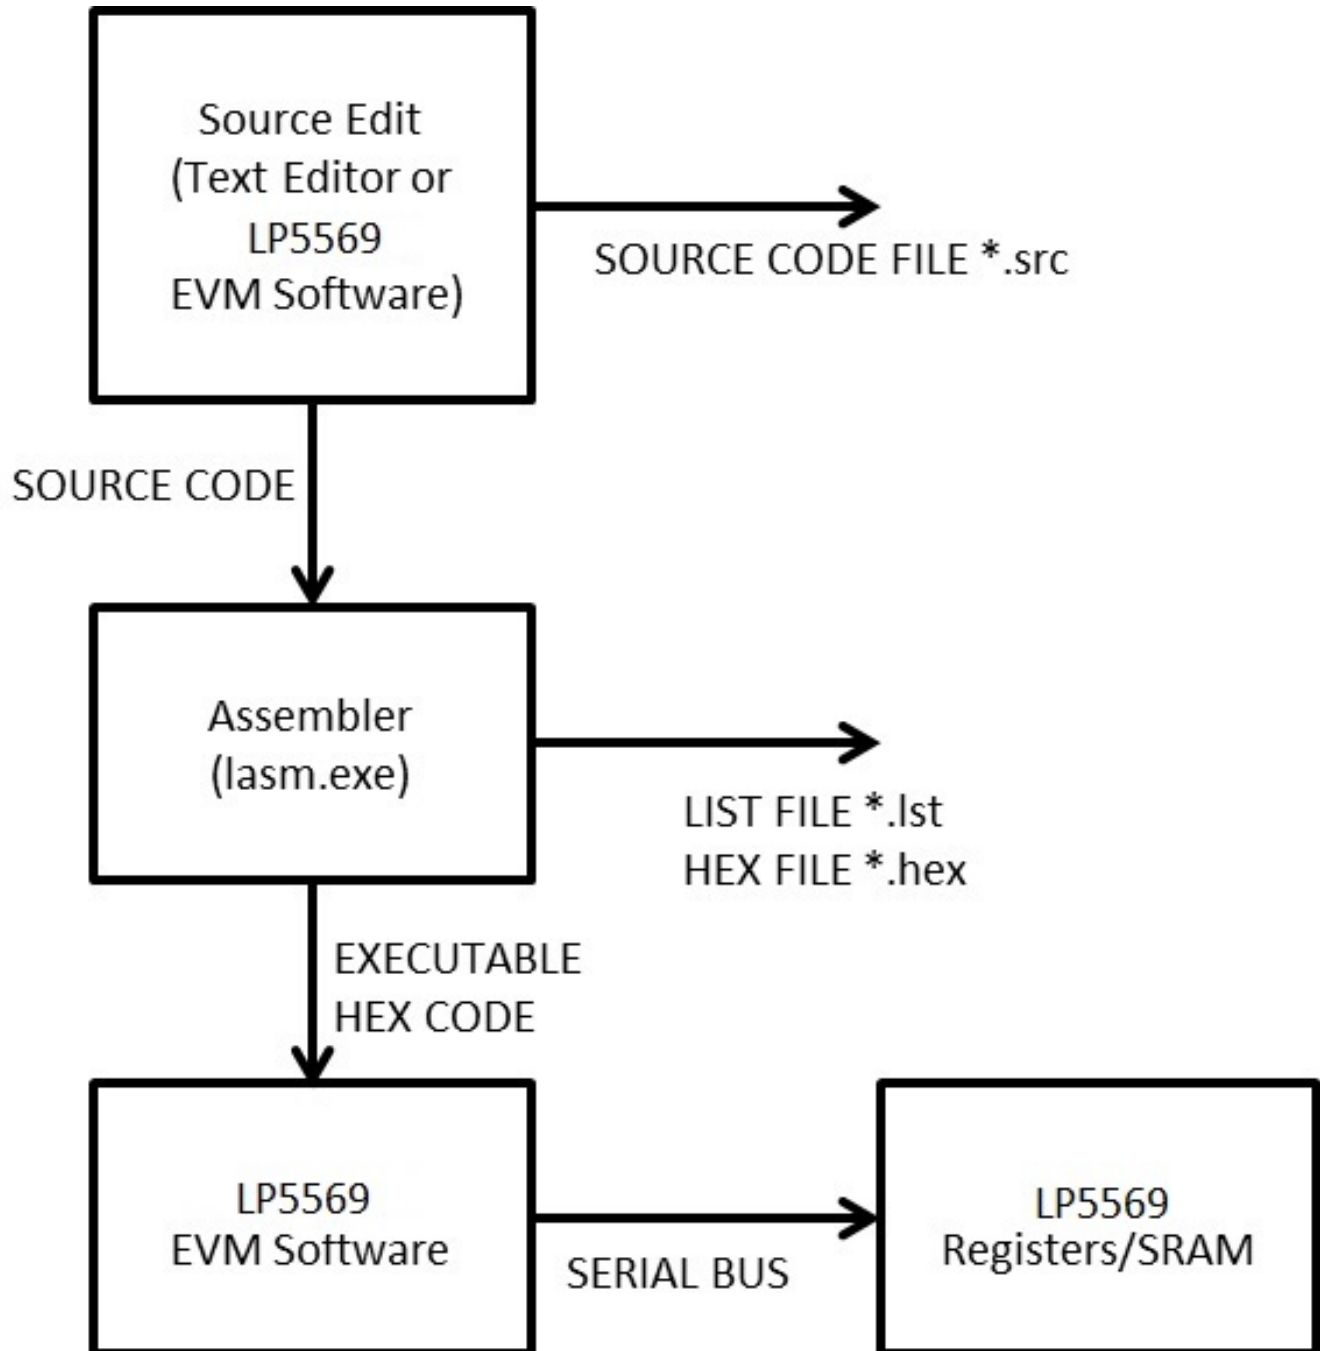 Source Edit
(Text Editor or
LP5569
EVM Software)
SOURCE CODE FILE *.src
SOURCE CODE
Assembler
(lasm.exe)
LIST FILE *.lst
HEX FILE *.hex
EXECUTABLE
HEX CODE
LP5569
EVM Software
SERIAL BUS
LP5569
Registers/SRAM